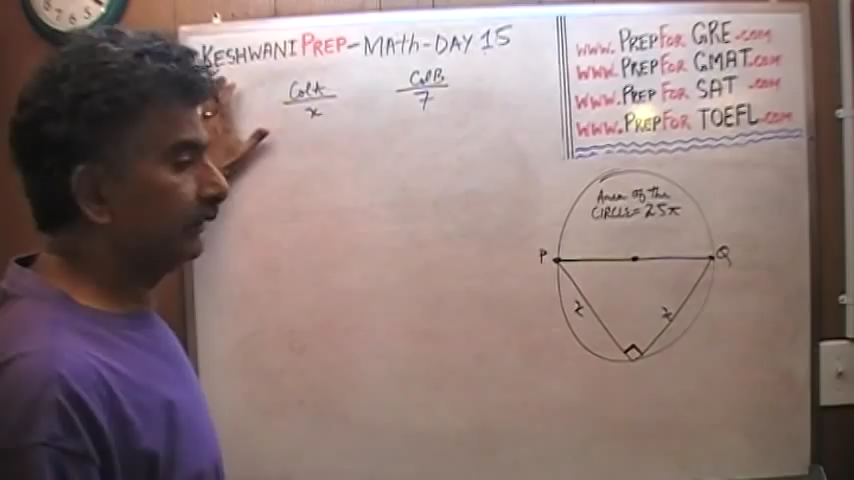 KESHWANI PREP-MATh-DAY 15
Col A
x
Col B
7
www.PREPFOR GRE.com
www.PREPFOR GMAT.com
www.PREP FOR SAT .com
www.PREPFOR TOEFL.com
Area of the
CIRCLE=25π
P
Q
x
x